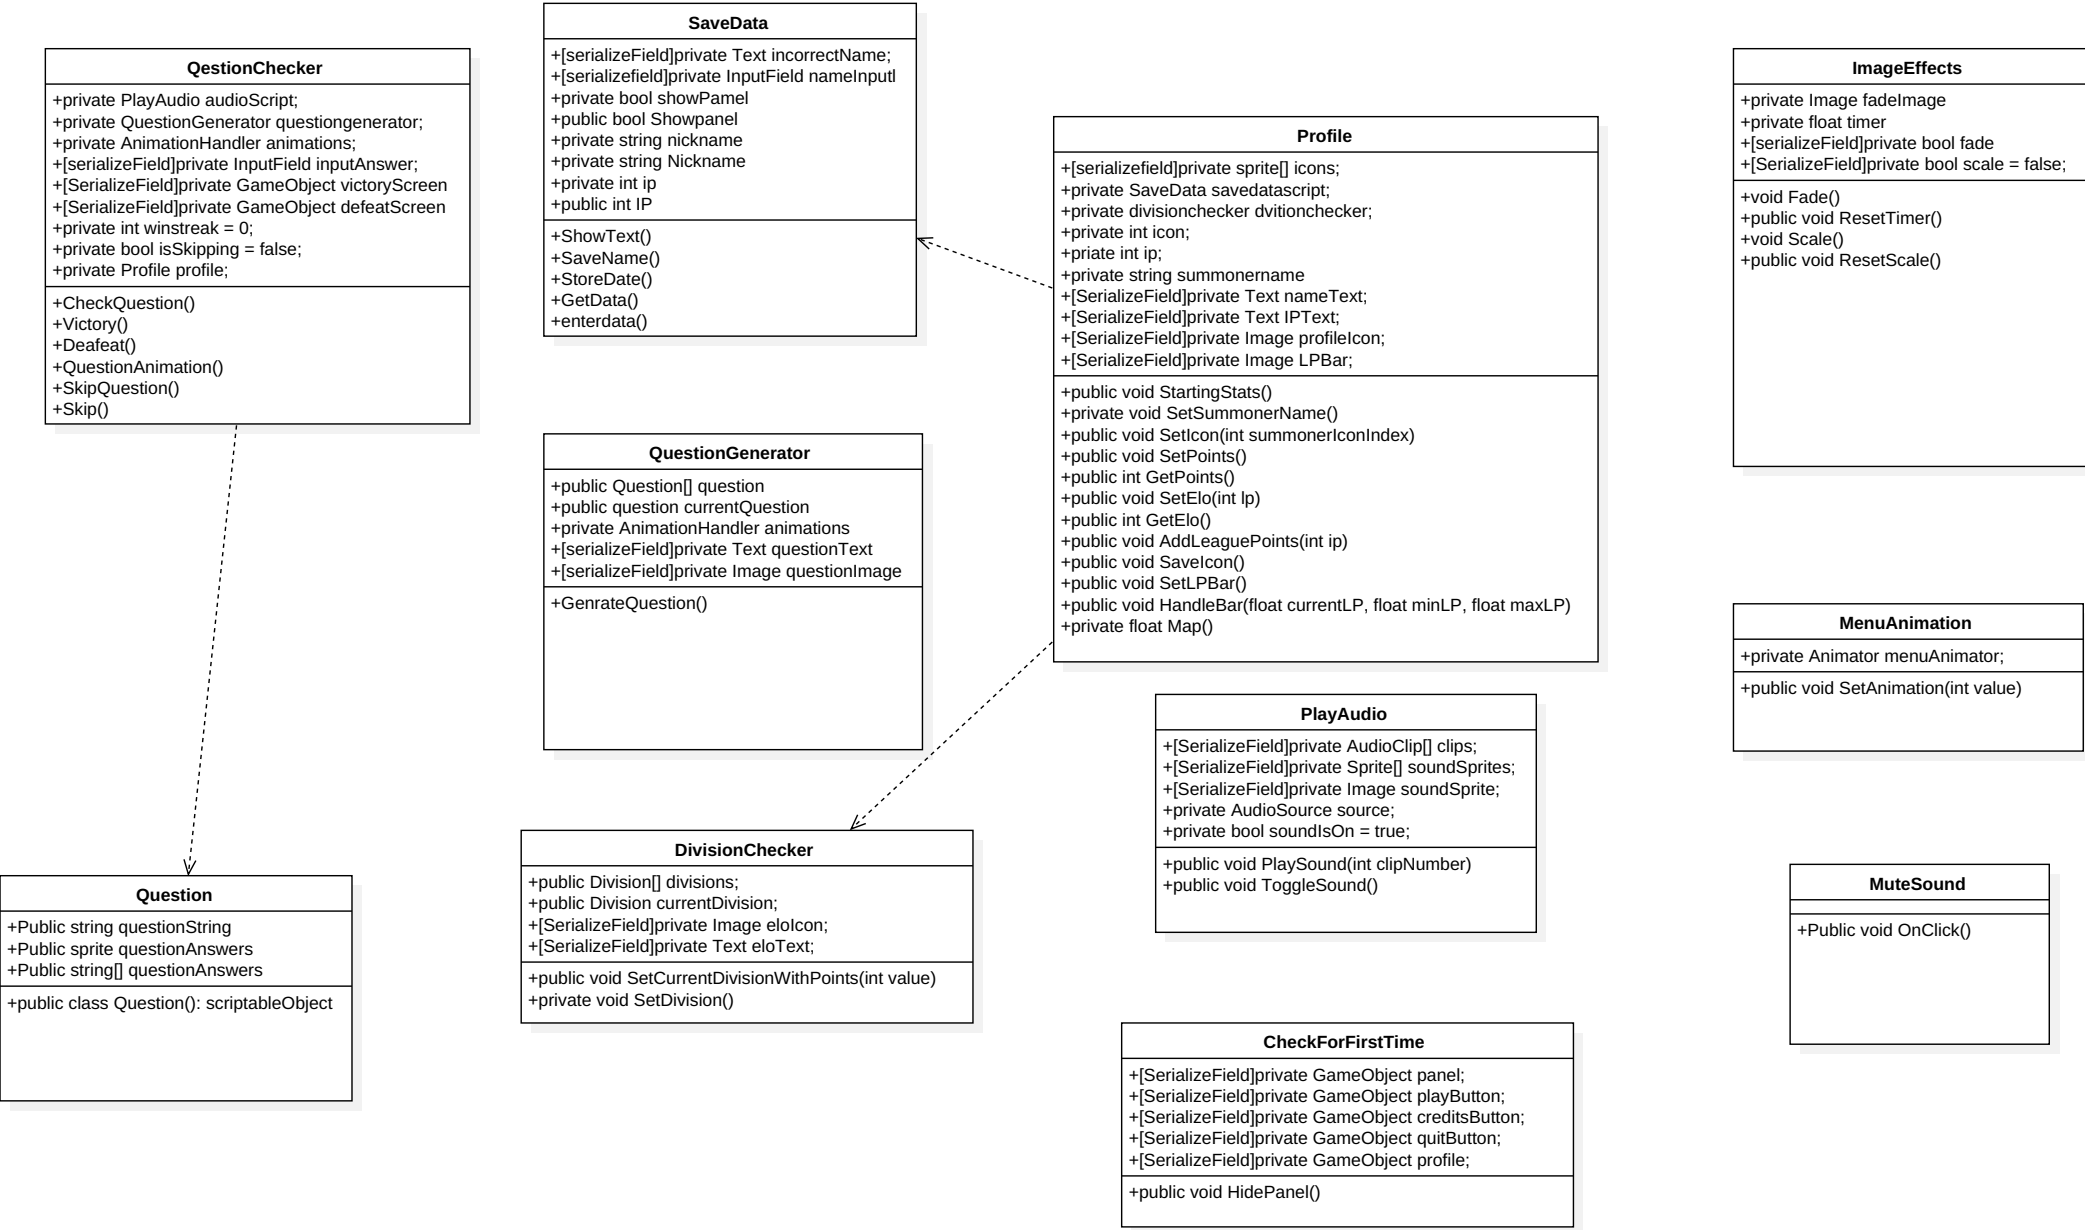 QestionChecker
+private PlayAudio audioScript;
+private QuestionGenerator questiongenerator;
+private AnimationHandler animations;
+[serializeField]private InputField inputAnswer;
+[SerializeField]private GameObject victoryScreen
+[SerializeField]private GameObject defeatScreen
+private int winstreak = 0;
+private bool isSkipping = false;
+private Profile profile;
+CheckQuestion()
+Victory()
+Deafeat()
+QuestionAnimation()
+SkipQuestion()
+Skip()
SaveData
+[serializeField]private Text incorrectName;
+[serializefield]private InputField nameInputl
+private bool showPamel
+public bool Showpanel
+private string nickname
+private string Nickname
+private int ip
+public int IP
+ShowText()
+SaveName()
+StoreDate()
+GetData()
+enterdata()
Profile
+[serializefield]private sprite[] icons;
+private SaveData savedatascript;
+private divisionchecker dvitionchecker;
+private int icon;
+priate int ip;
+private string summonername
+[SerializeField]private Text nameText;
+[SerializeField]private Text IPText;
+[SerializeField]private Image profileIcon;
+[SerializeField]private Image LPBar;
+public void StartingStats()
+private void SetSummonerName()
+public void SetIcon(int summonerIconIndex)
+public void SetPoints()
+public int GetPoints()
+public void SetElo(int lp)
+public int GetElo()
+public void AddLeaguePoints(int ip)
+public void SaveIcon()
+public void SetLPBar()
+public void HandleBar(float currentLP, float minLP, float maxLP)
+private float Map()
ImageEffects
+private Image fadeImage
+private float timer
+[serializeField]private bool fade
+[SerializeField]private bool scale = false;
+void Fade()
+public void ResetTimer()
+void Scale()
+public void ResetScale()
QuestionGenerator
+public Question[] question
+public question currentQuestion
+private AnimationHandler animations
+[serializeField]private Text questionText
+[serializeField]private Image questionImage
+GenrateQuestion()
MenuAnimation
+private Animator menuAnimator;
+public void SetAnimation(int value)
PlayAudio
+[SerializeField]private AudioClip[] clips;
+[SerializeField]private Sprite[] soundSprites;
+[SerializeField]private Image soundSprite;
+private AudioSource source;
+private bool soundIsOn = true;
+public void PlaySound(int clipNumber)
+public void ToggleSound()
Question
+Public string questionString
+Public sprite questionAnswers
+Public string[] questionAnswers
+public class Question(): scriptableObject
DivisionChecker
+public Division[] divisions;
+public Division currentDivision;
+[SerializeField]private Image eloIcon;
+[SerializeField]private Text eloText;
+public void SetCurrentDivisionWithPoints(int value)
+private void SetDivision()
MuteSound
+Public void OnClick()
CheckForFirstTime
+[SerializeField]private GameObject panel;
+[SerializeField]private GameObject playButton;
+[SerializeField]private GameObject creditsButton;
+[SerializeField]private GameObject quitButton;
+[SerializeField]private GameObject profile;
+public void HidePanel()